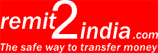 remit2india.com
The safe way to transfer money